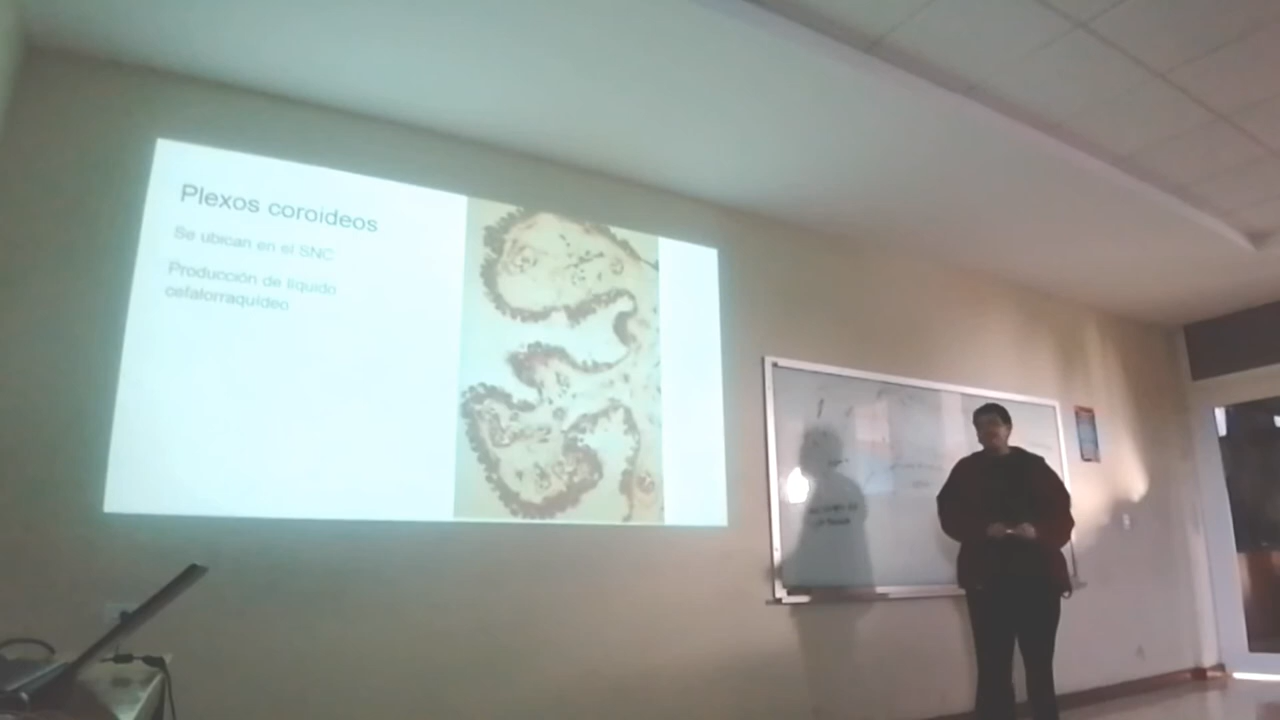 Plexos coroideos
Se ubican en el SNC
Producción de líquido
cefalorraquídeo